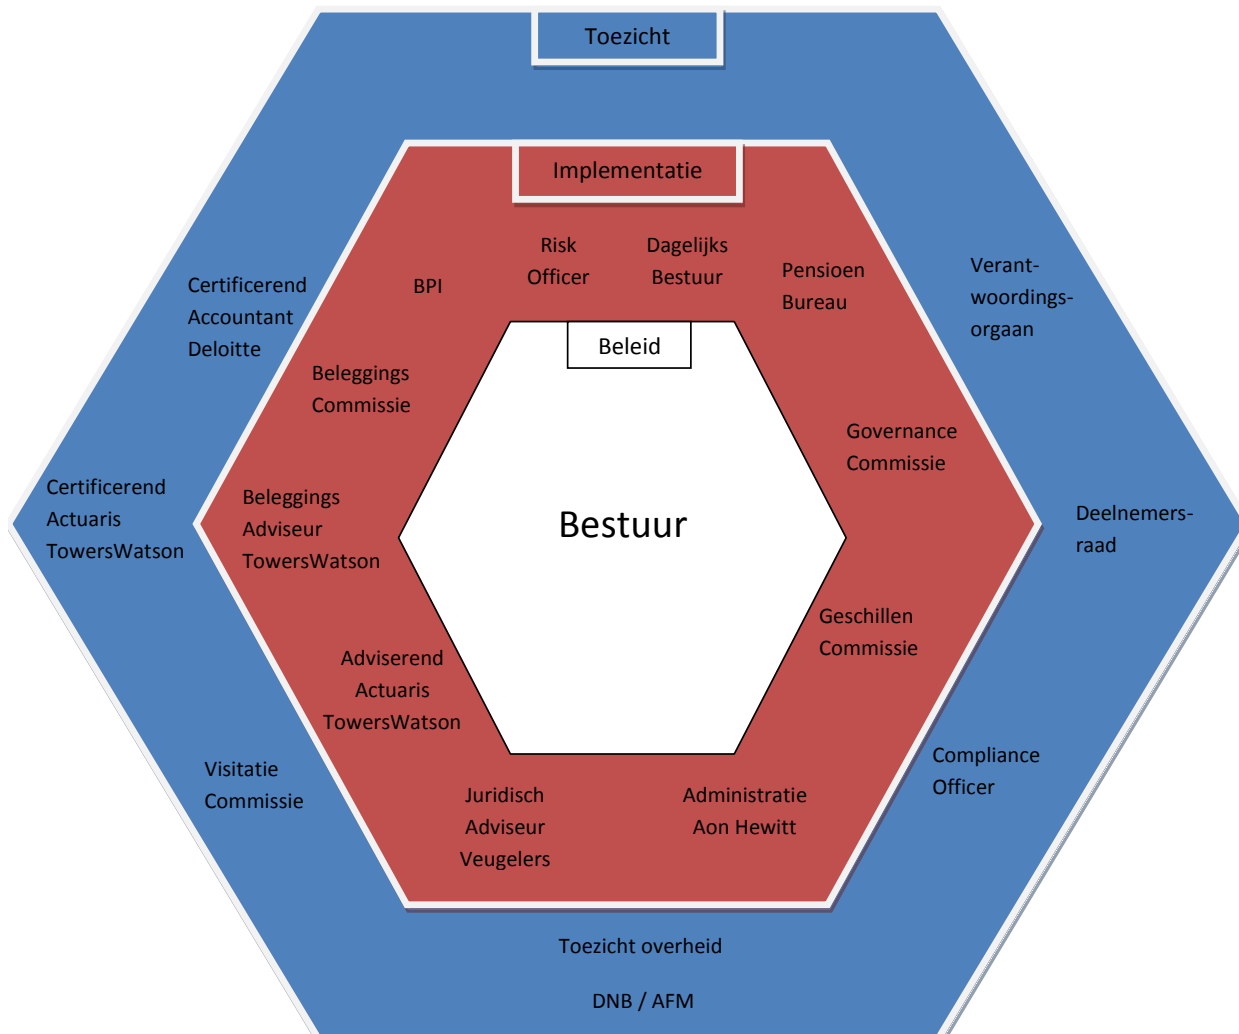 Toezicht
Implementatie
Risk
Officer
Dagelijks
Bestuur
Pensioen
Bureau
BPI
Verant-
woordings-
orgaan
Certificerend
Accountant
Deloitte
Beleid
Beleggings
Commissie
Governance
Commissie
Certificerend
Actuaris
TowersWatson
Beleggings
Adviseur
TowersWatson
Bestuur
Deelnemers-
raad
Geschillen
Commissie
Adviserend
Actuaris
TowersWatson
Visitatie
Commissie
Compliance
Officer
Juridisch
Adviseur
Veugelers
Administratie
Aon Hewitt
Toezicht overheid
DNB / AFM